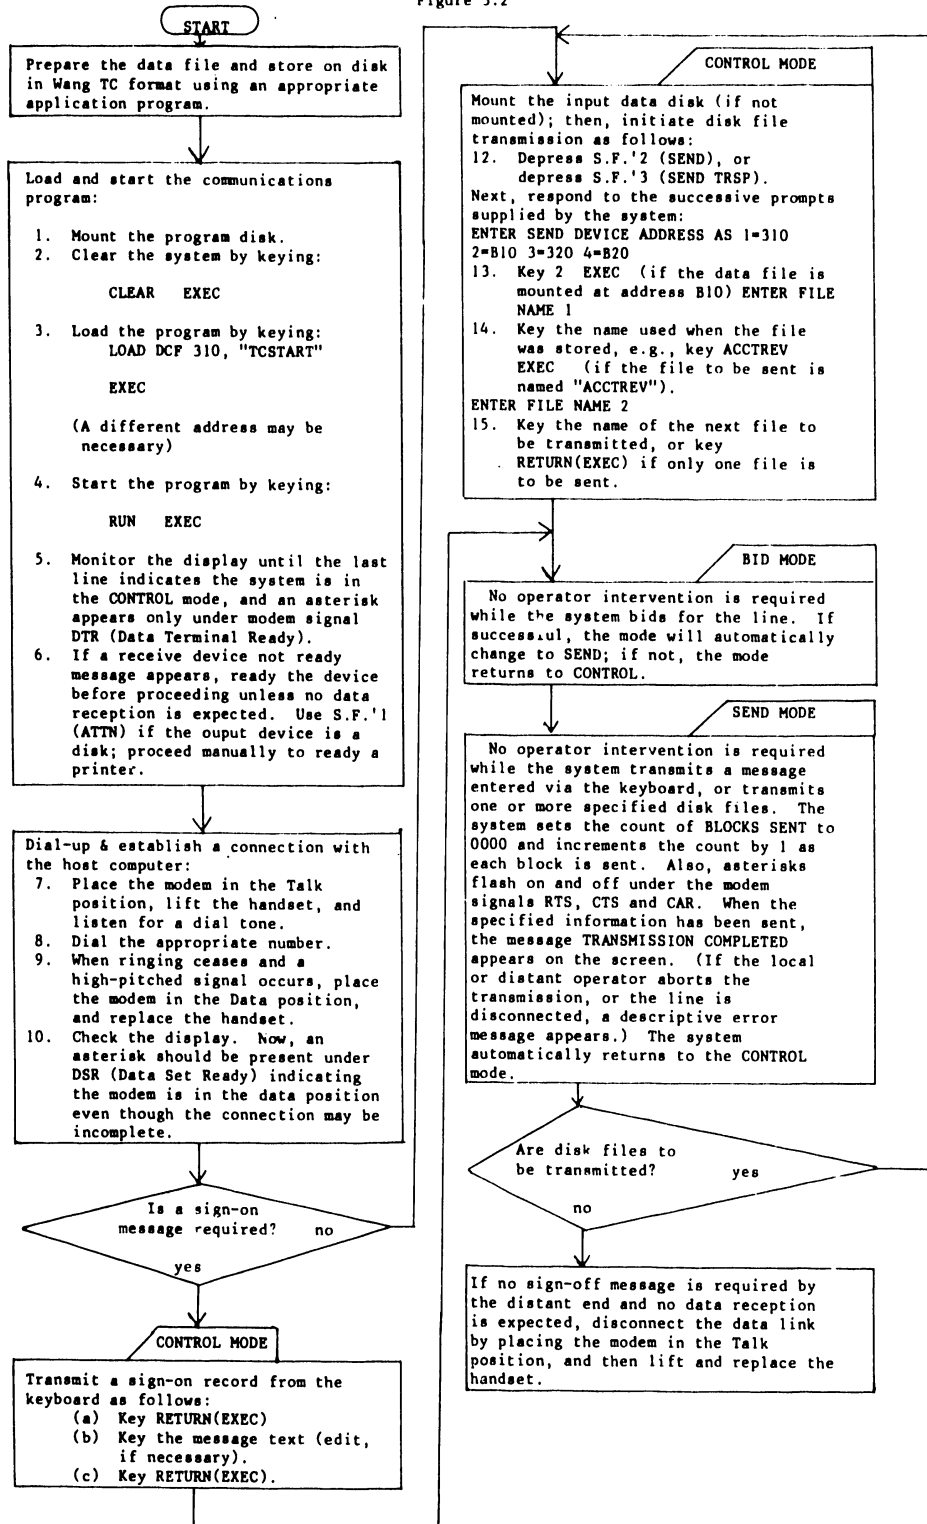 Figure 3.2
START
Prepare the data file and store on disk
in Wang TC format using an appropriate
application program.
Load and start the communications
program:
1. Mount the program disk.
2. Clear the system by keying:
CLEAR EXEC
3. Load the program by keying:
LOAD DCF 310, "TCSTART"
EXEC
(A different address may be
necessary)
4. Start the program by keying:
RUN EXEC
5. Monitor the display until the last
line indicates the system is in
the CONTROL mode, and an asterisk
appears only under modem signal
DTR (Data Terminal Ready).
6. If a receive device not ready
message appears, ready the device
before proceeding unless no data
reception is expected. Use S.F.'1
(ATTN) if the ouput device is a
disk; proceed manually to ready a
printer.
Dial-up & establish a connection with
the host computer:
7. Place the modem in the Talk
position, lift the handset, and
listen for a dial tone.
8. Dial the appropriate number.
9. When ringing ceases and a
high-pitched signal occurs, place
the modem in the Data position,
and replace the handset.
10. Check the display. Now, an
asterisk should be present under
DSR (Data Set Ready) indicating
the modem is in the data position
even though the connection may be
incomplete.
Is a sign-on
message required? no
yes
CONTROL MODE
Transmit a sign-on record from the
keyboard as follows:
(a) Key RETURN(EXEC)
(b) Key the message text (edit,
if necessary).
(c) Key RETURN(EXEC).
CONTROL MODE
Mount the input data disk (if not
mounted); then, initiate disk file
transmission as follows:
12. Depress S.F.'2 (SEND), or
depress S.F.'3 (SEND TRSP).
Next, respond to the successive prompts
supplied by the system:
ENTER SEND DEVICE ADDRESS AS 1=310
2=B10 3=320 4=B20
13. Key 2 EXEC (if the data file is
mounted at address B10) ENTER FILE
NAME 1
14. Key the name used when the file
was stored, e.g., key ACCTREV
EXEC (if the file to be sent is
named "ACCTREV").
ENTER FILE NAME 2
15. Key the name of the next file to
be transmitted, or key
RETURN(EXEC) if only one file is
to be sent.
BID MODE
No operator intervention is required
while the system bids for the line. If
successful, the mode will automatically
change to SEND; if not, the mode
returns to CONTROL.
SEND MODE
No operator intervention is required
while the system transmits a message
entered via the keyboard, or transmits
one or more specified disk files. The
system sets the count of BLOCKS SENT to
0000 and increments the count by 1 as
each block is sent. Also, asterisks
flash on and off under the modem
signals RTS, CTS and CAR. When the
specified information has been sent,
the message TRANSMISSION COMPLETED
appears on the screen. (If the local
or distant operator aborts the
transmission, or the line is
disconnected, a descriptive error
message appears.) The system
automatically returns to the CONTROL
mode.
Are disk files to
be transmitted? yes
no
If no sign-off message is required by
the distant end and no data reception
is expected, disconnect the data link
by placing the modem in the Talk
position, and then lift and replace the
handset.